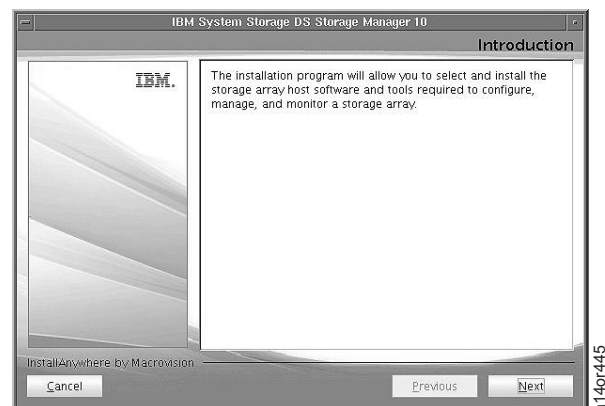 IBM System Storage DS Storage Manager 10
Introduction
IBM.
The installation program will allow you to select and install the
storage array host software and tools required to configure,
manage, and monitor a storage array.
InstallAnywhere by Macrovision
Cancel
Previous
Next